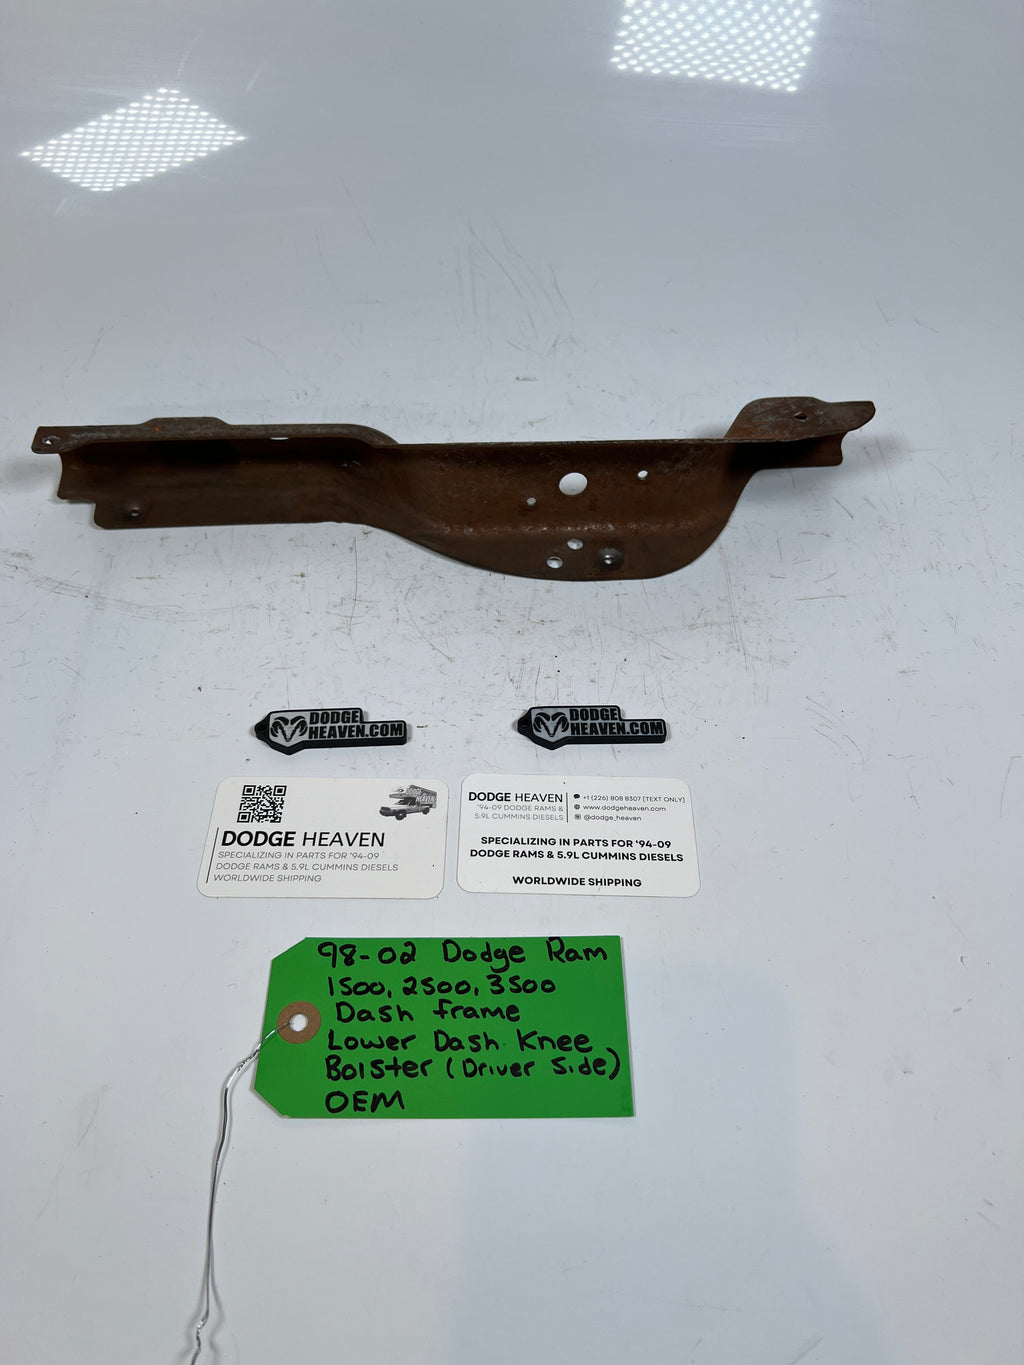 DODGE
HEAVEN.COM
DODGE
HEAVEN.COM
DODGE
HEAVEN
DODGE HEAVEN
SPECIALIZING IN PARTS FOR '94-09
DODGE RAMS & 5.9L CUMMINS DIESELS
WORLDWIDE SHIPPING
DODGE HEAVEN
'94-09 DODGE RAMS &
5.9L CUMMINS DIESELS
+1 (226) 808 8307 [TEXT ONLY]
www.dodgeheaven.com
@dodge_heaven
SPECIALIZING IN PARTS FOR '94-09
DODGE RAMS & 5.9L CUMMINS DIESELS
WORLDWIDE SHIPPING
98-02 Dodge Ram
1500, 2500, 3500
Dash frame
Lower Dash Knee
Bolster (Driver Side)
OEM